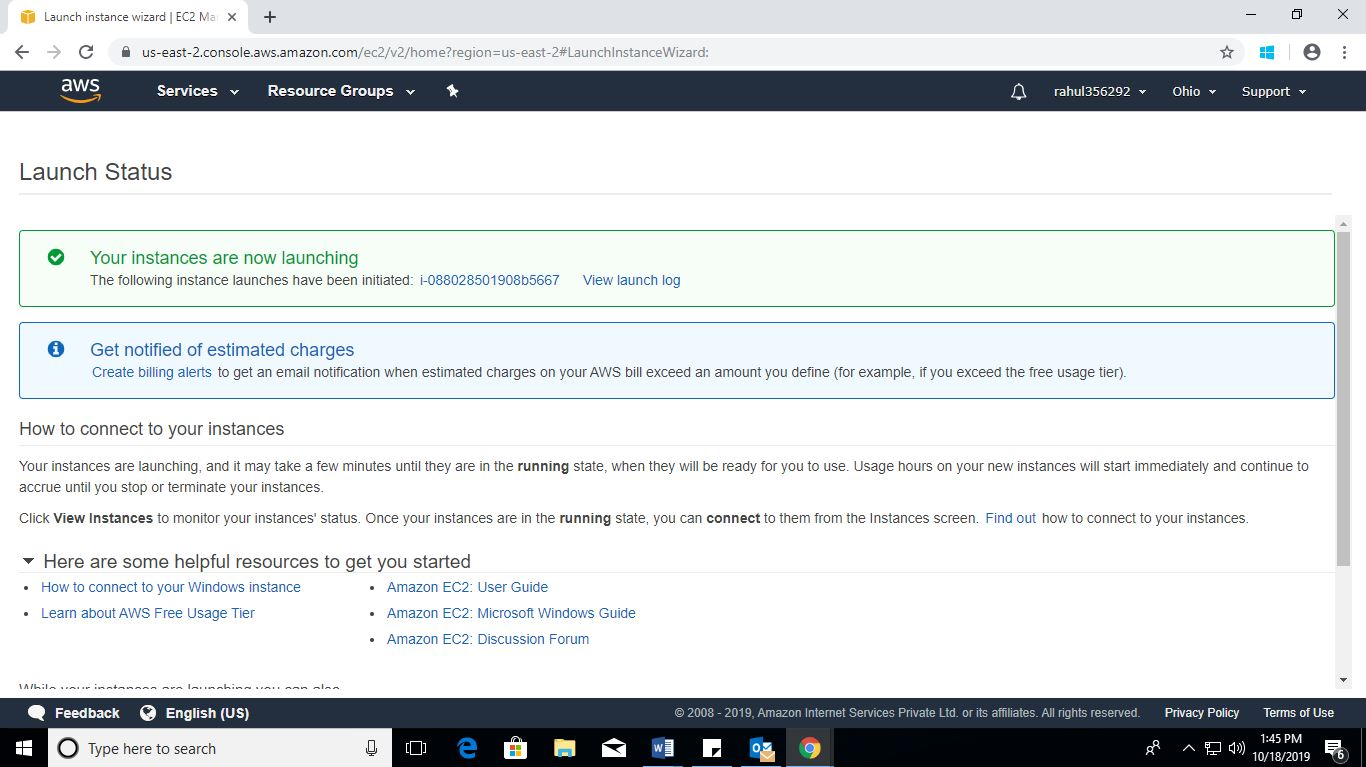 Launch instance wizard | EC2 Ma
us-east-2.console.aws.amazon.com/ec2/v2/home?region=us-east-2#LaunchInstanceWizard:
aws Services Resource Groups rahul356292 Ohio Support
Launch Status
Your instances are now launching
The following instance launches have been initiated: i-088028501908b5667 View launch log
Get notified of estimated charges
Create billing alerts to get an email notification when estimated charges on your AWS bill exceed an amount you define (for example, if you exceed the free usage tier).
How to connect to your instances
Your instances are launching, and it may take a few minutes until they are in the running state, when they will be ready for you to use. Usage hours on your new instances will start immediately and continue to
accrue until you stop or terminate your instances.
Click View Instances to monitor your instances' status. Once your instances are in the running state, you can connect to them from the Instances screen. Find out how to connect to your instances.
Here are some helpful resources to get you started
• How to connect to your Windows instance
• Learn about AWS Free Usage Tier
• Amazon EC2: User Guide
• Amazon EC2: Microsoft Windows Guide
• Amazon EC2: Discussion Forum
While your instances are launching you can also
Feedback English (US) © 2008 - 2019, Amazon Internet Services Private Ltd. or its affiliates. All rights reserved. Privacy Policy Terms of Use
Type here to search
1:45 PM
10/18/2019
6